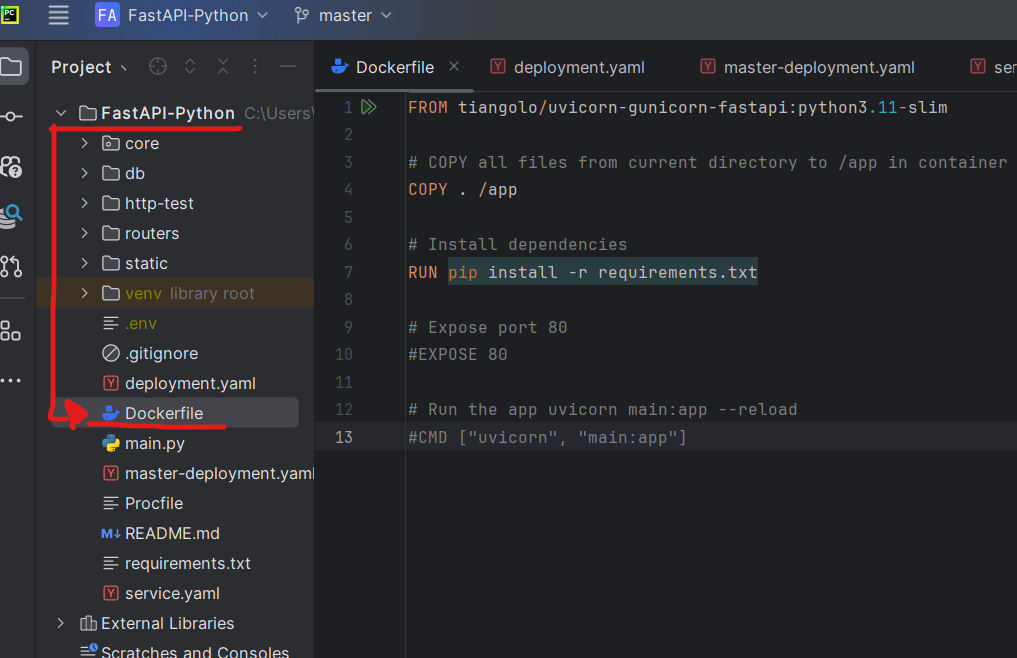 PC
FA FastAPI-Python master
Project
Dockerfile deployment.yaml master-deployment.yaml ser
FastAPI-Python C:\Users\
core
db
http-test
routers
static
venv library root
.env
.gitignore
deployment.yaml
Dockerfile
main.py
master-deployment.yaml
Procfile
M↓ README.md
requirements.txt
service.yaml
External Libraries
Scratches and Consoles
1 FROM tiangolo/uvicorn-gunicorn-fastapi:python3.11-slim
2
3 # COPY all files from current directory to /app in container
4 COPY . /app
5
6 # Install dependencies
7 RUN pip install -r requirements.txt
8
9 # Expose port 80
10 #EXPOSE 80
11
12 # Run the app uvicorn main:app --reload
13 #CMD ["uvicorn", "main:app"]